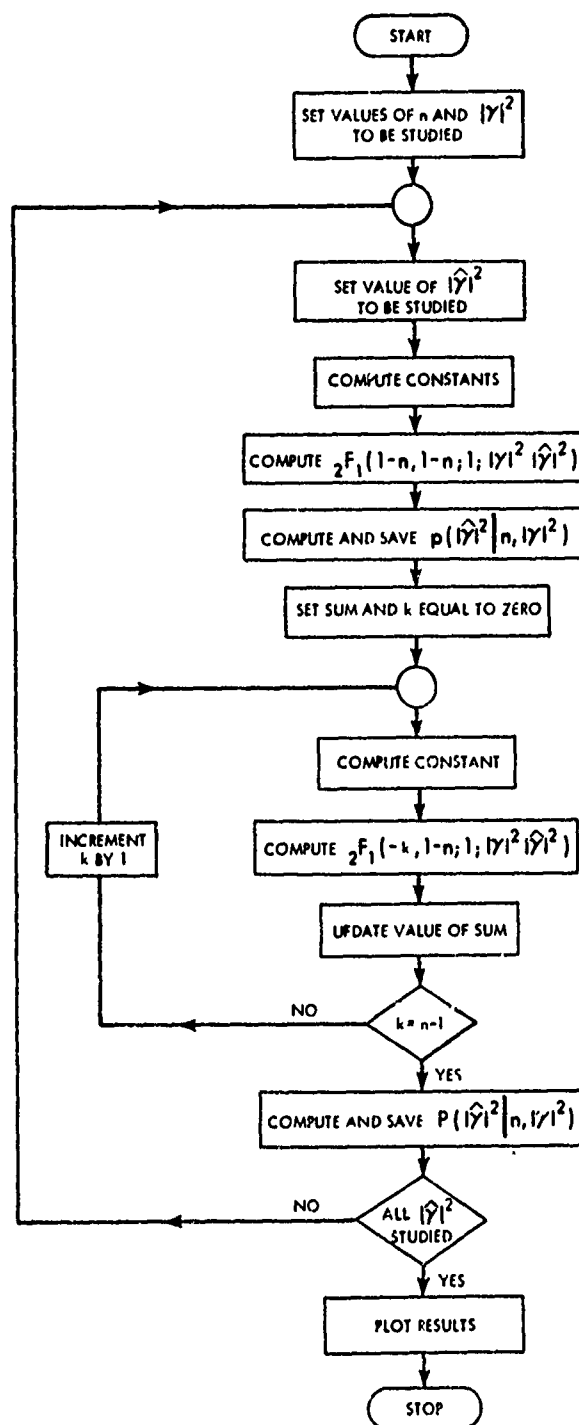 START
SET VALUES OF n AND |γ|²
TO BE STUDIED
SET VALUE OF |γ̂|²
TO BE STUDIED
COMPUTE CONSTANTS
COMPUTE ₂F₁(1-n, 1-n; 1; |γ|² |γ̂|²)
COMPUTE AND SAVE p(|γ̂|² | n, |γ|²)
SET SUM AND k EQUAL TO ZERO
COMPUTE CONSTANT
INCREMENT
k BY 1
COMPUTE ₂F₁(-k, 1-n; 1; |γ|² |γ̂|²)
UPDATE VALUE OF SUM
NO
k = n-1
YES
COMPUTE AND SAVE P(|γ̂|² | n, |γ|²)
NO
ALL |γ̂|²
STUDIED
YES
PLOT RESULTS
STOP